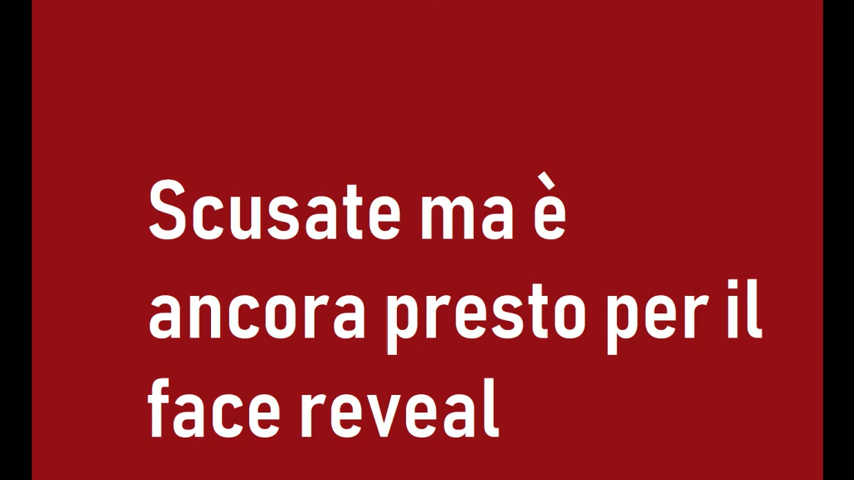 Scusate ma è
ancora presto per il
face reveal